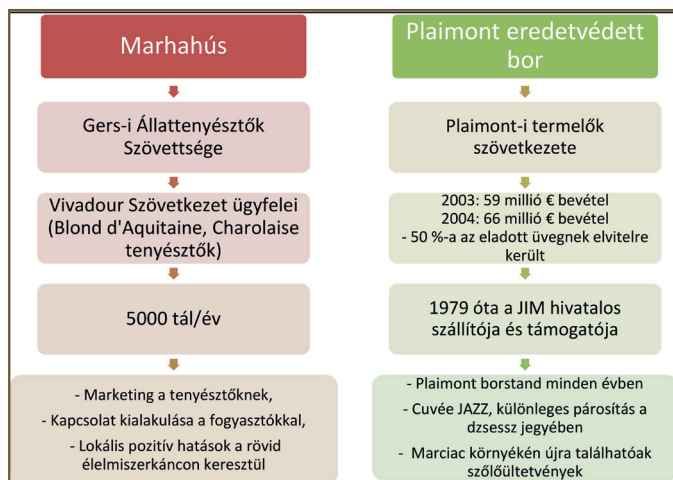 Marhahús
Gers-i Állattenyésztők
Szövettsége
Vivadour Szövetkezet ügyfelei
(Blond d'Aquitaine, Charolaise
tenyésztők)
5000 tál/év
- Marketing a tenyésztőknek,
- Kapcsolat kialakulása a fogyasztókkal,
- Lokális pozitív hatások a rövid
élelmiszerkáncon keresztül
Plaimont eredetvédett
bor
Plaimont-i termelők
szövetkezete
2003: 59 millió € bevétel
2004: 66 millió € bevétel
- 50 %-a az eladott üvegnek elvitelre
került
1979 óta a JIM hivatalos
szállítója és támogatója
- Plaimont borstand minden évben
- Cuvée JAZZ, különleges párosítás a
dzsessz jegyében
- Marciac környékén újra találhatóak
szőlőültetvények